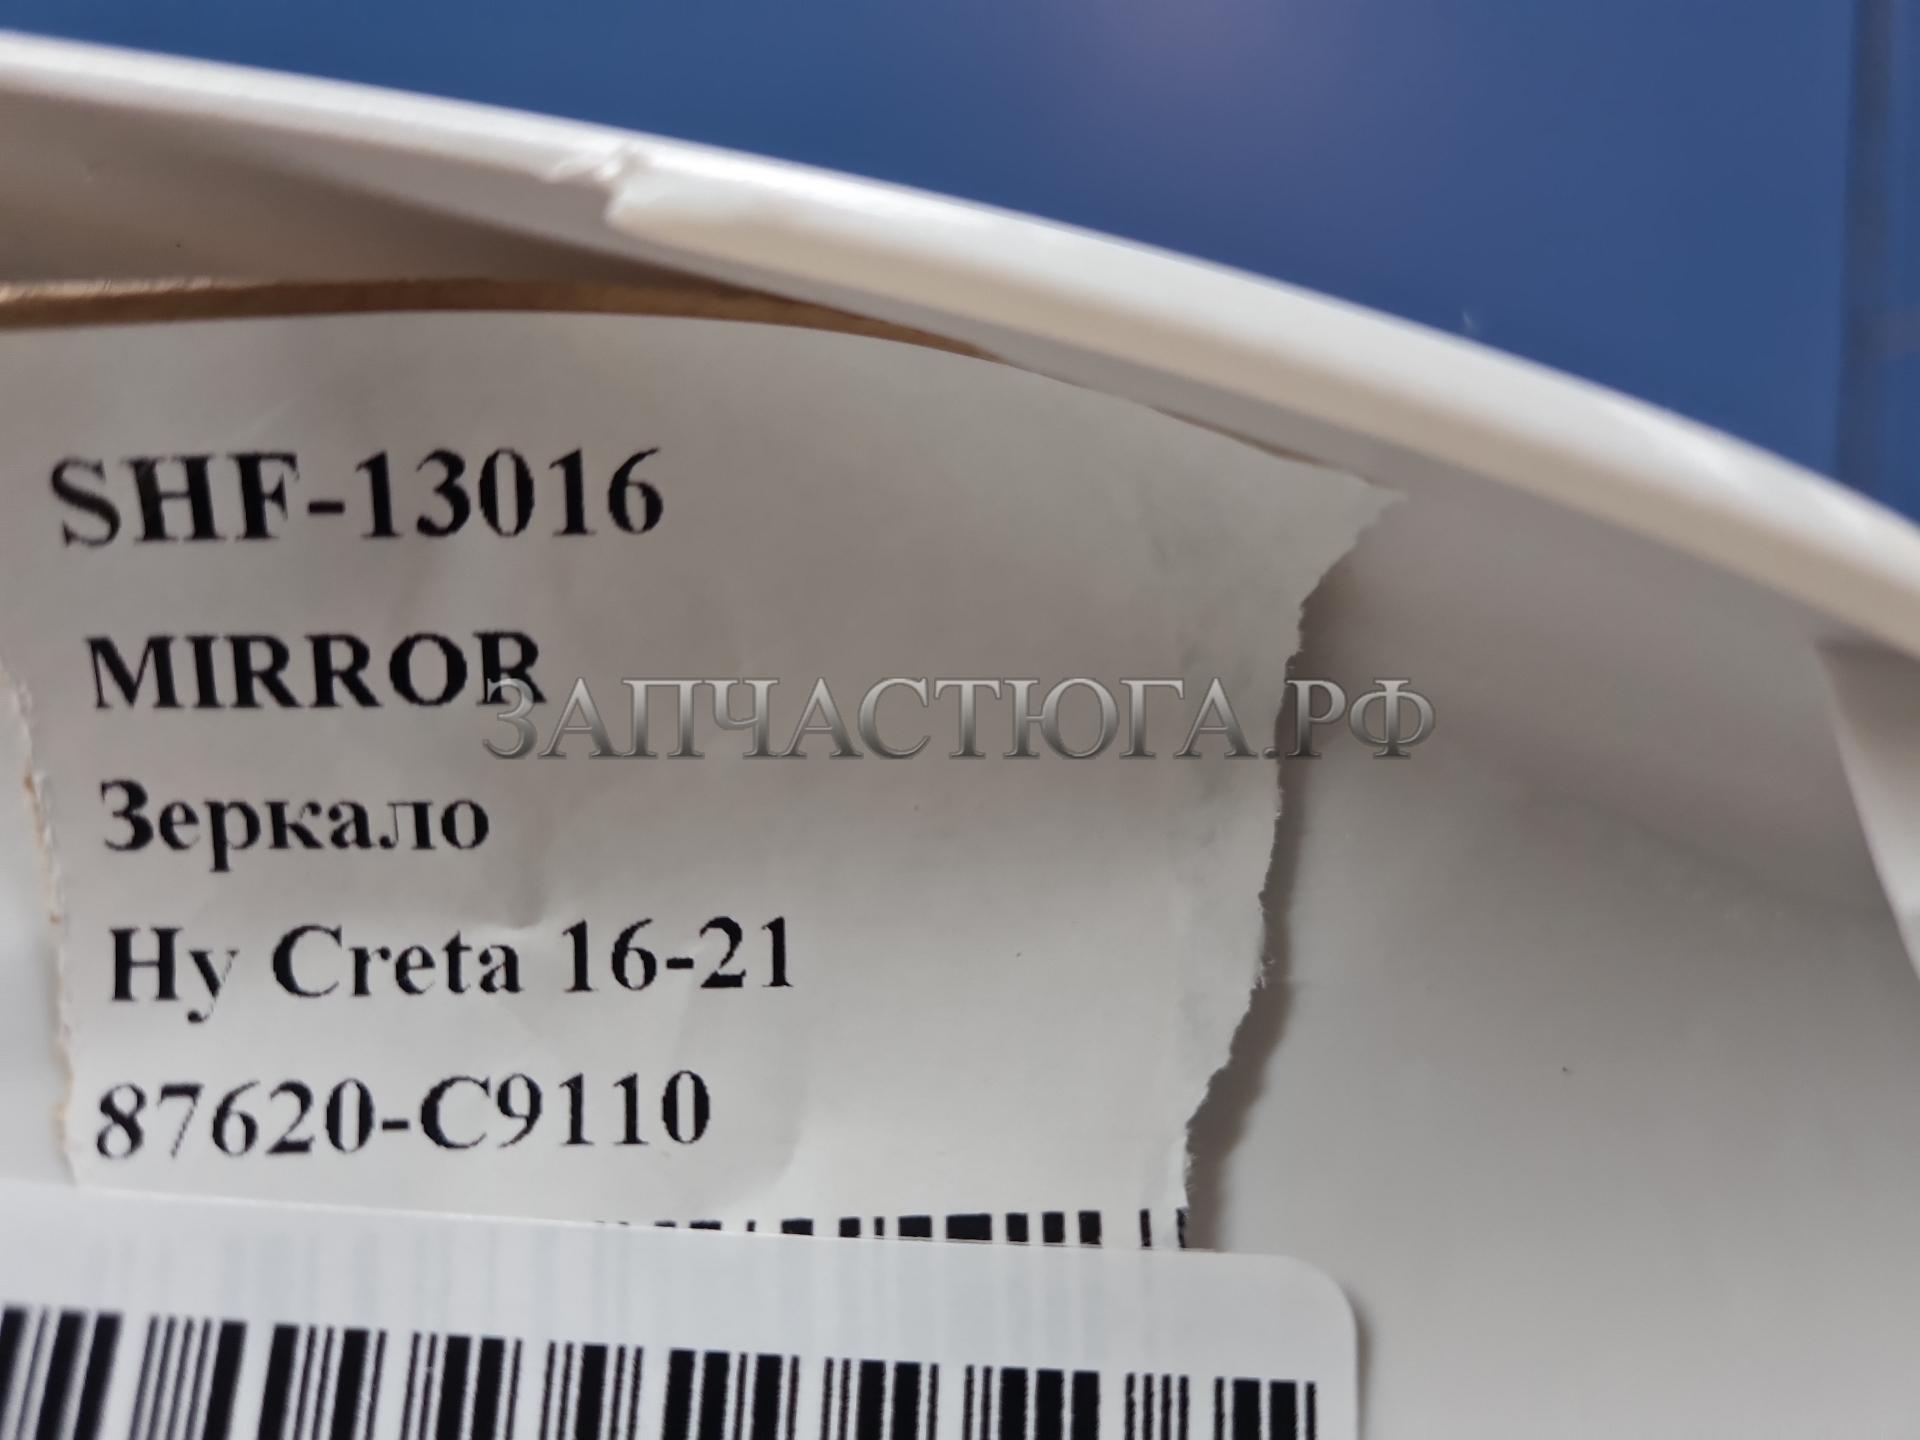 SHF-13016
MIRROR
ЗАПЧАСТЮГА.РФ
Зеркало
Hy Creta 16-21
87620-C9110